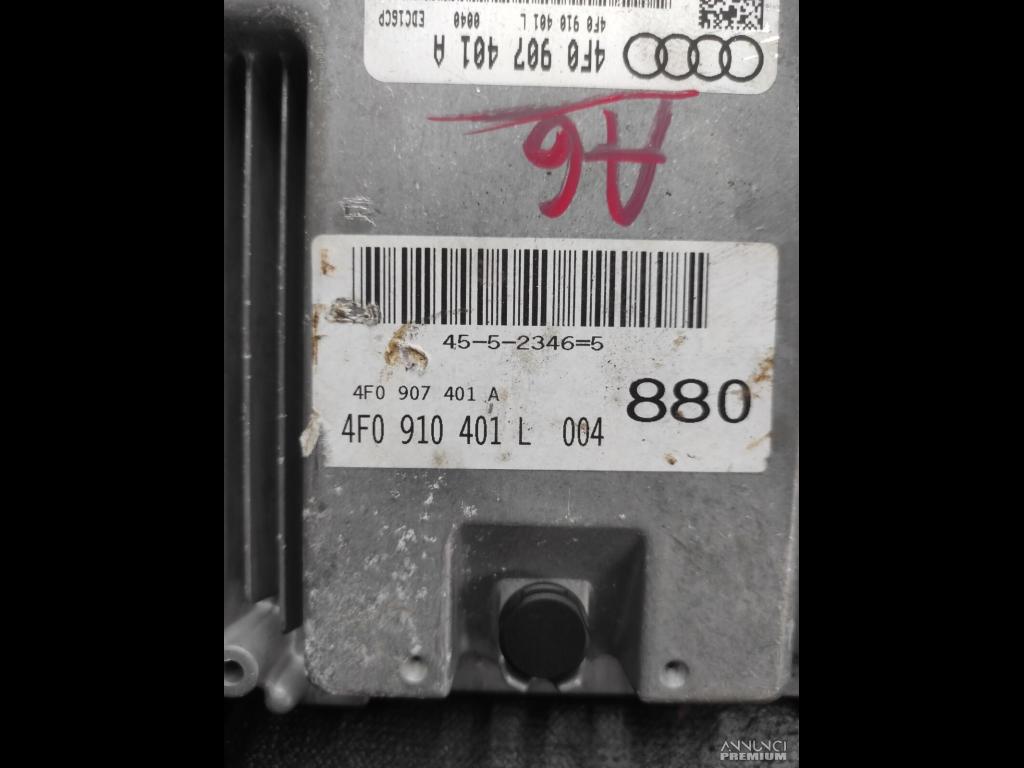 EDC16CP 4F0 910 401 L 0040
4F0 907 401 A
A6
45-5-2346=5
4F0 907 401 A
880
4F0 910 401 L 004
ANNUNCI
PREMIUM